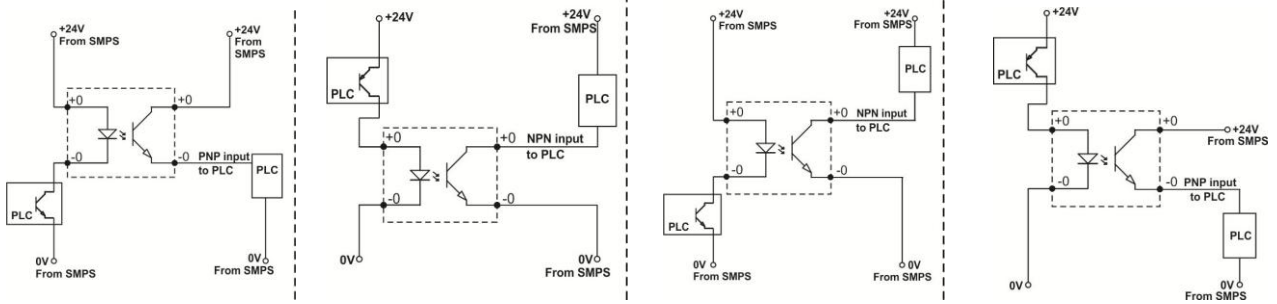 +24V
From SMPS
+24V
From
SMPS
+0
+0
-0
-0
PNP input
to PLC
PLC
PLC
0V
From SMPS
0V
From SMPS
+24V
+24V
From SMPS
PLC
PLC
+0
+0
NPN input
to PLC
-0
-0
0V
0V
From SMPS
+24V
From SMPS
+24V
From SMPS
PLC
+0
+0
NPN input
to PLC
-0
-0
PLC
0V
From SMPS
0V
From SMPS
+24V
PLC
+0
+0
+24V
From SMPS
-0
-0
PNP input
to PLC
PLC
0V
0V
From SMPS